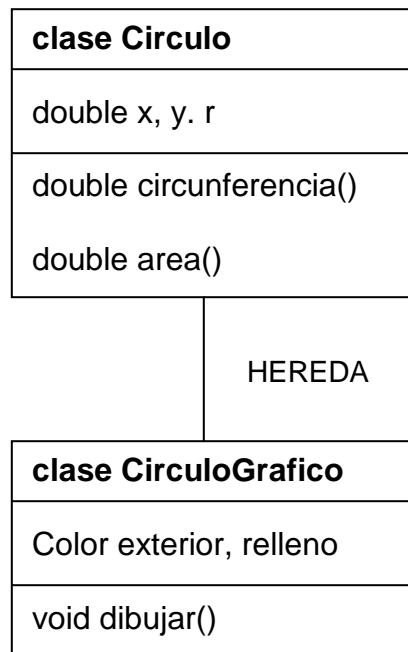 clase Circulo
double x, y. r
double circunferencia()
double area()
HEREDA
clase CirculoGrafico
Color exterior, relleno
void dibujar()